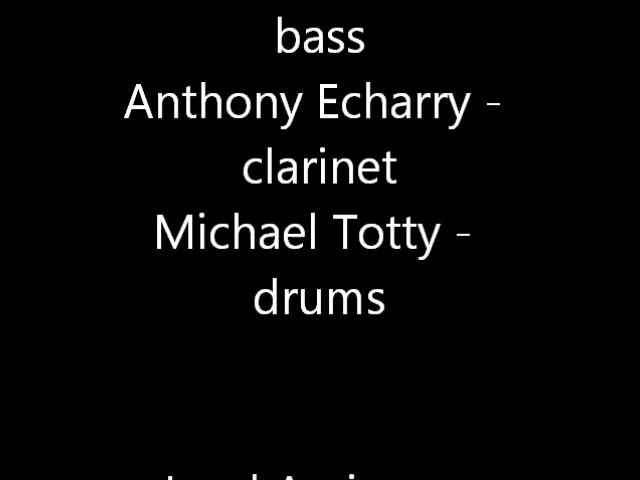 bass
Anthony Echarry -
clarinet
Michael Totty -
drums